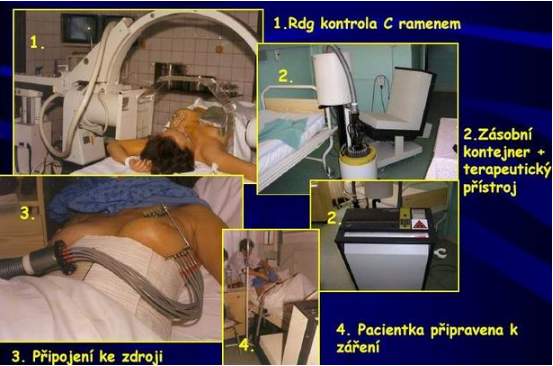 1.
1.Rdg kontrola C ramenem
2.
2.Zásobní
kontejner +
terapeutický
přístroj
3.
2.
4.
4. Pacientka připravena k
záření
3. Připojení ke zdroji